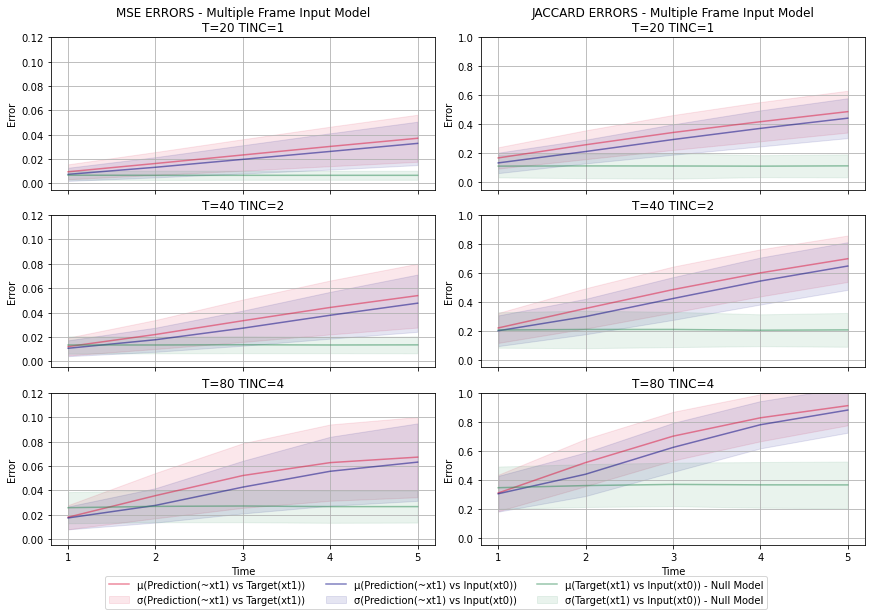 MSE ERRORS - Multiple Frame Input Model
T=20 TINC=1
JACCARD ERRORS - Multiple Frame Input Model
T=20 TINC=1
0.12
0.10
0.08
0.06
0.04
0.02
0.00
Error
1.0
0.8
0.6
0.4
0.2
0.0
Error
T=40 TINC=2
T=40 TINC=2
0.12
0.10
0.08
0.06
0.04
0.02
0.00
Error
1.0
0.8
0.6
0.4
0.2
0.0
Error
T=80 TINC=4
T=80 TINC=4
0.12
0.10
0.08
0.06
0.04
0.02
0.00
Error
1 2 3 4 5
Time
1.0
0.8
0.6
0.4
0.2
0.0
Error
1 2 3 4 5
Time
μ(Prediction(~xt1) vs Target(xt1))
σ(Prediction(~xt1) vs Target(xt1))
μ(Prediction(~xt1) vs Input(xt0))
σ(Prediction(~xt1) vs Input(xt0))
μ(Target(xt1) vs Input(xt0)) - Null Model
σ(Target(xt1) vs Input(xt0)) - Null Model